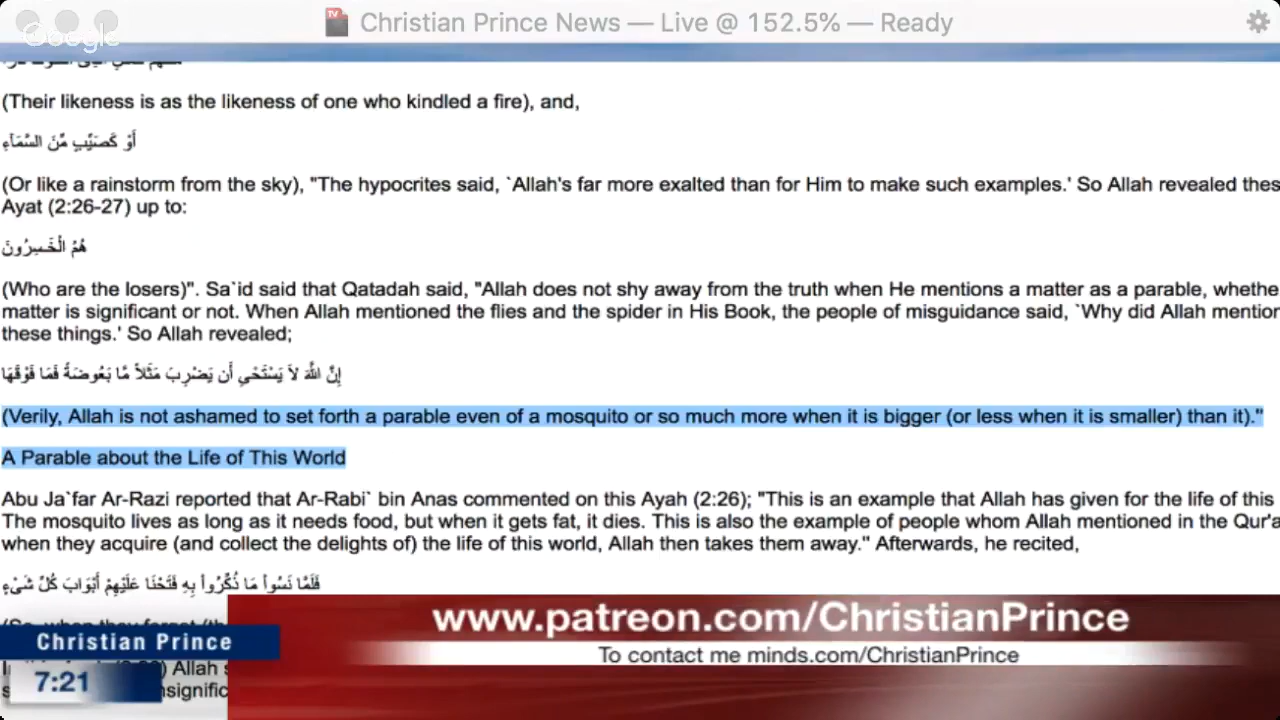 Christian Prince News — Live @ 152.5% — Ready
Google
(Their likeness is as the likeness of one who kindled a fire), and,
أَوْ كَصَيِّبٍ مِّنَ السَّمَآءِ
(Or like a rainstorm from the sky), "The hypocrites said, `Allah's far more exalted than for Him to make such examples.' So Allah revealed thes
Ayat (2:26-27) up to:
هُمُ الْخَـسِرُونَ
(Who are the losers)". Sa`id said that Qatadah said, "Allah does not shy away from the truth when He mentions a matter as a parable, whethe
matter is significant or not. When Allah mentioned the flies and the spider in His Book, the people of misguidance said, `Why did Allah mention
these things.' So Allah revealed;
إِنَّ اللَّهَ لاَ يَسْتَحْىِ أَن يَضْرِبَ مَثَلاً مَّا بَعُوضَةً فَمَا فَوْقَهَا
(Verily, Allah is not ashamed to set forth a parable even of a mosquito or so much more when it is bigger (or less when it is smaller) than it)."
A Parable about the Life of This World
Abu Ja`far Ar-Razi reported that Ar-Rabi` bin Anas commented on this Ayah (2:26); "This is an example that Allah has given for the life of this
The mosquito lives as long as it needs food, but when it gets fat, it dies. This is also the example of people whom Allah mentioned in the Qur'a
when they acquire (and collect the delights of) the life of this world, Allah then takes them away." Afterwards, he recited,
فَلَمَّا نَسُواْ مَا ذُكِّرُواْ بِهِ فَتَحْنَا عَلَيْهِمْ أَبْوَابَ كُلِّ شَىْءٍ
www.patreon.com/ChristianPrince
Christian Prince
To contact me minds.com/ChristianPrince
Allah
7:21